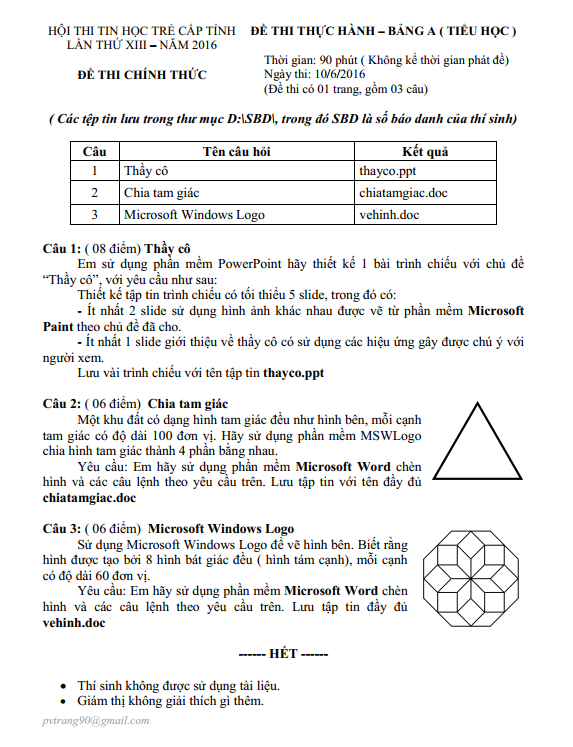 HỘI THI TIN HỌC TRẺ CẤP TỈNH
LẦN THỨ XIII – NĂM 2016
ĐỀ THI CHÍNH THỨC
ĐỀ THI THỰC HÀNH – BẢNG A ( TIỂU HỌC )
Thời gian: 90 phút ( Không kể thời gian phát đề)
Ngày thi: 10/6/2016
(Đề thi có 01 trang, gồm 03 câu)
( Các tệp tin lưu trong thư mục D:\SBD\, trong đó SBD là số báo danh của thí sinh)
Câu Tên câu hỏi Kết quả
1 Thầy cô thayco.ppt
2 Chia tam giác chiatamgiac.doc
3 Microsoft Windows Logo vehinh.doc
Câu 1: ( 08 điểm) Thầy cô
Em sử dụng phần mềm PowerPoint hãy thiết kế 1 bài trình chiếu với chủ đề
“Thầy cô”, với yêu cầu như sau:
Thiết kế tập tin trình chiếu có tối thiểu 5 slide, trong đó có:
- Ít nhất 2 slide sử dụng hình ảnh khác nhau được vẽ từ phần mềm Microsoft
Paint theo chủ đề đã cho.
- Ít nhất 1 slide giới thiệu về thầy cô có sử dụng các hiệu ứng gây được chú ý với
người xem.
Lưu vài trình chiếu với tên tập tin thayco.ppt
Câu 2: ( 06 điểm) Chia tam giác
Một khu đất có dạng hình tam giác đều như hình bên, mỗi cạnh
tam giác có độ dài 100 đơn vị. Hãy sử dụng phần mềm MSWLogo
chia hình tam giác thành 4 phần bằng nhau.
Yêu cầu: Em hãy sử dụng phần mềm Microsoft Word chèn
hình và các câu lệnh theo yêu cầu trên. Lưu tập tin với tên đầy đủ
chiatamgiac.doc
Câu 3: ( 06 điểm) Microsoft Windows Logo
Sử dụng Microsoft Windows Logo để vẽ hình bên. Biết rằng
hình được tạo bởi 8 hình bát giác đều ( hình tám cạnh), mỗi cạnh
có độ dài 60 đơn vị.
Yêu cầu: Em hãy sử dụng phần mềm Microsoft Word chèn
hình và các câu lệnh theo yêu cầu trên. Lưu tập tin đầy đủ
vehinh.doc
------ HẾT ------
• Thí sinh không được sử dụng tài liệu.
• Giám thị không giải thích gì thêm.
pvtrang90@gmail.com